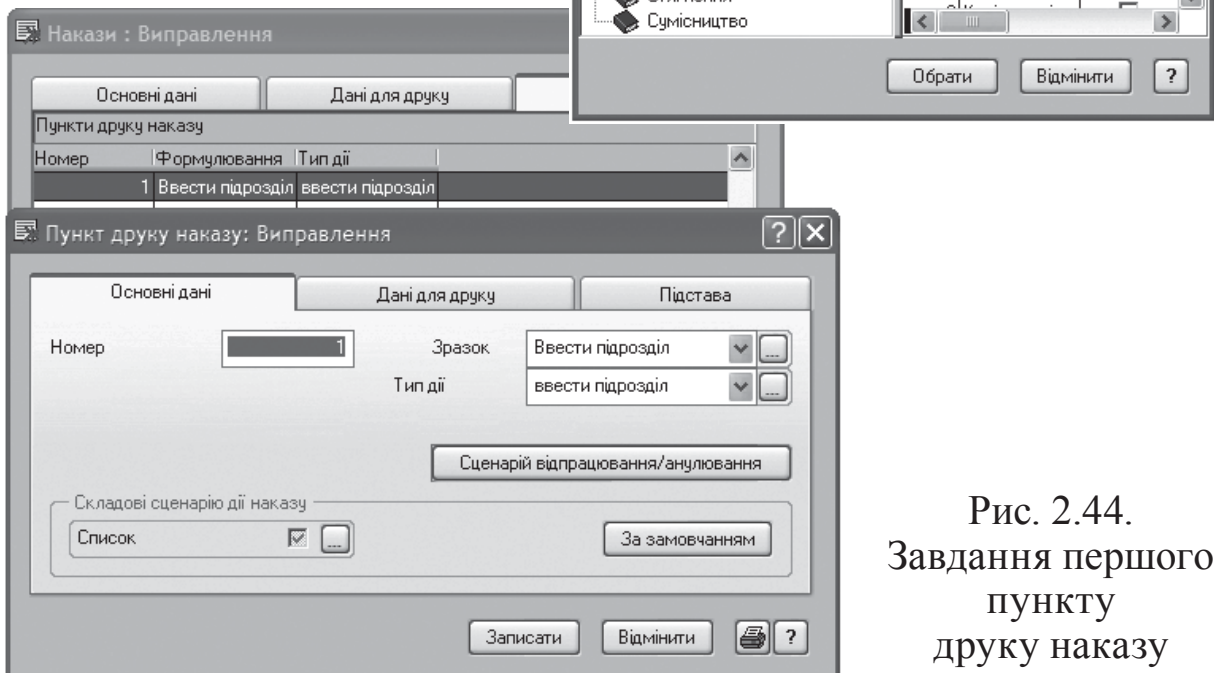 Сумісництво
Обрати Відмінити ?
Накази : Виправлення
Основні дані Дані для друку
Пункти друку наказу
Номер Формулювання Тип дії
1 Ввести підрозділ ввести підрозділ
Пункт друку наказу: Виправлення
Основні дані Дані для друку Підстава
Номер 1 Зразок Ввести підрозділ ...
Тип дії ввести підрозділ ...
Сценарій відпрацювання/анулювання
Складові сценарію дії наказу
Список ... За замовчанням
Записати Відмінити ?
Рис. 2.44.
Завдання першого
пункту
друку наказу